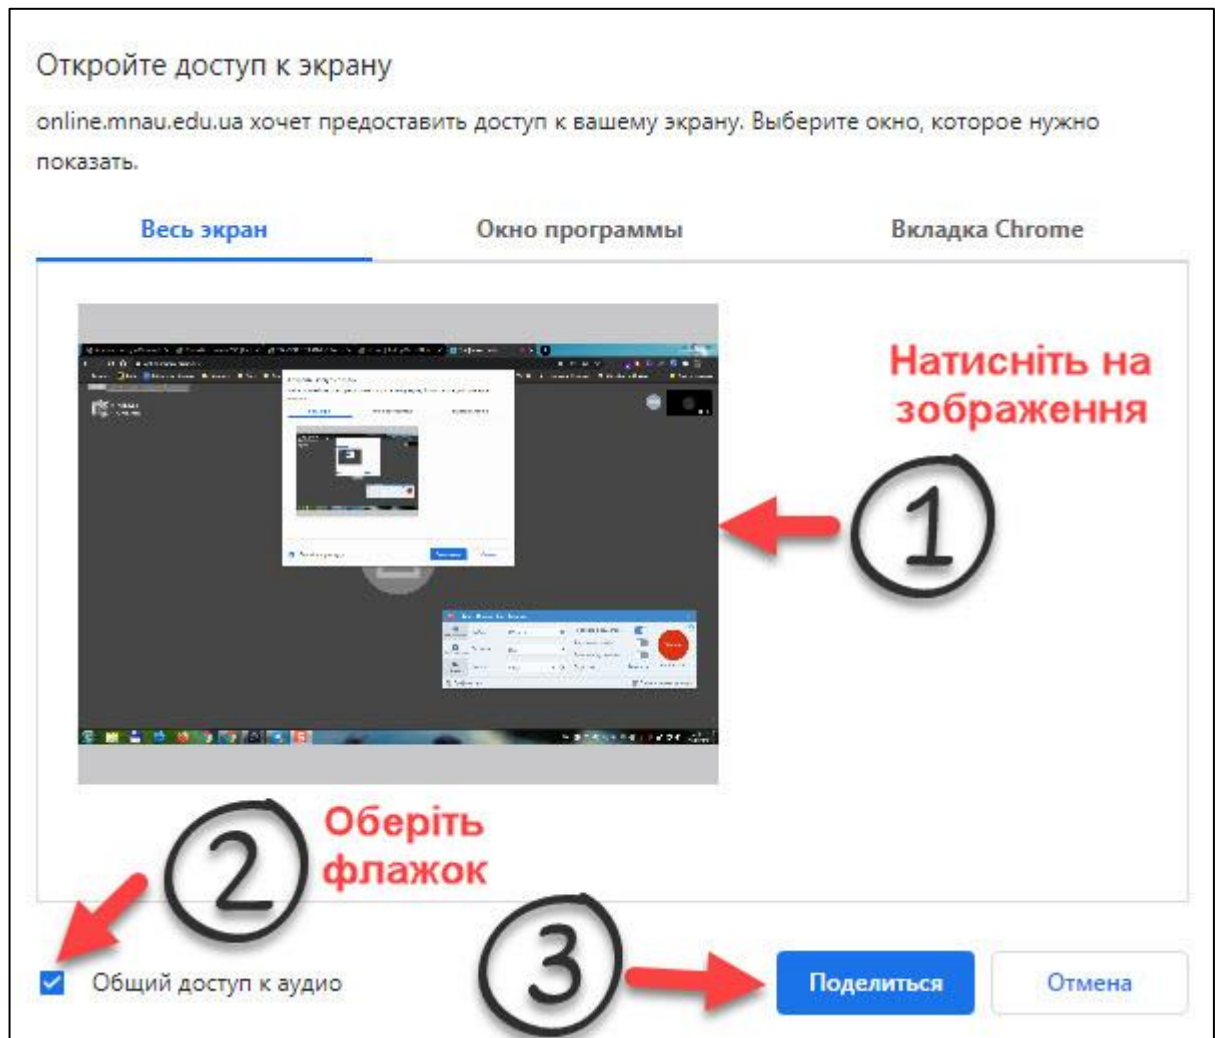 Откройте доступ к экрану
online.mnau.edu.ua хочет предоставить доступ к вашему экрану. Выберите окно, которое нужно
показать.
Весь экран
Окно программы
Вкладка Chrome
Натисніть на
зображення
1
2
Оберіть
флажок
3
Общий доступ к аудио
Поделиться
Отмена